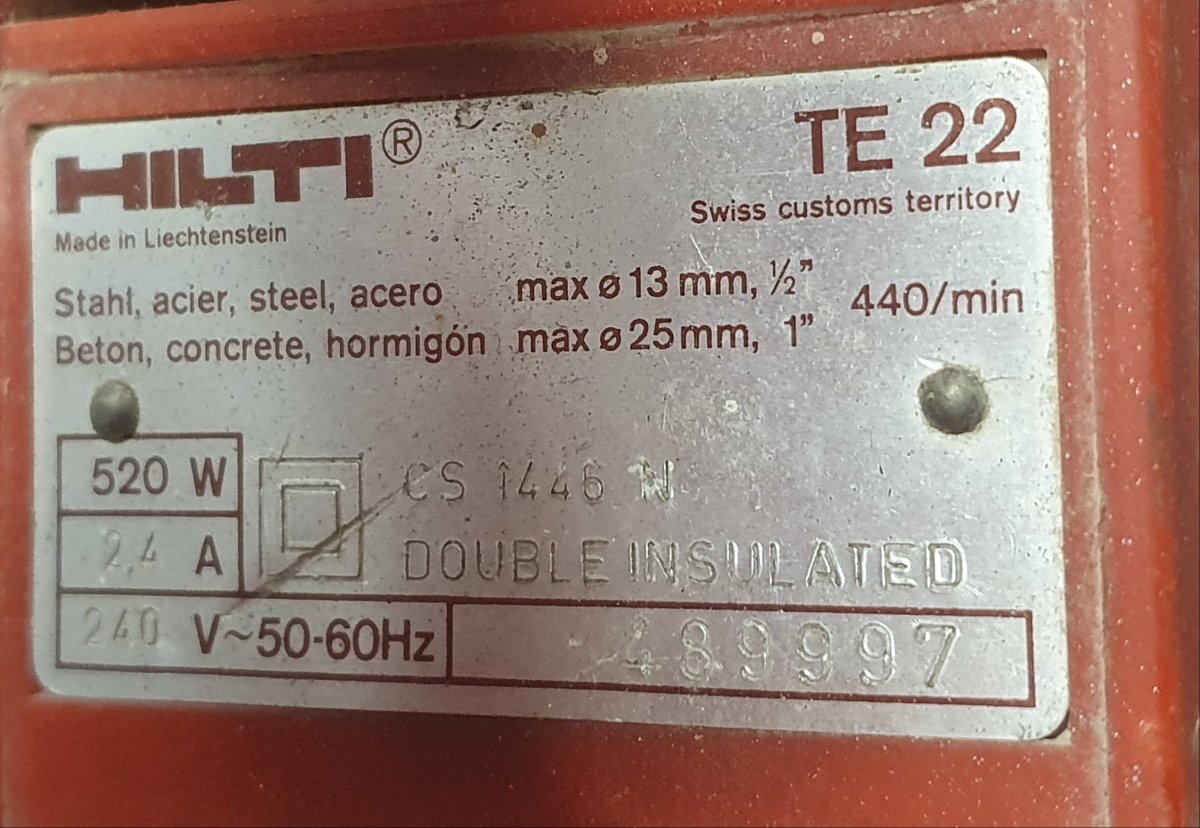 HILTI®
TE 22
Made in Liechtenstein
Swiss customs territory
Stahl, acier, steel, acero max ø 13 mm, ½” 440/min
Beton, concrete, hormigón max ø 25 mm, 1”
520 W
CS 1446 N
2,4 A
DOUBLE INSULATED
240 V~50-60Hz
489997